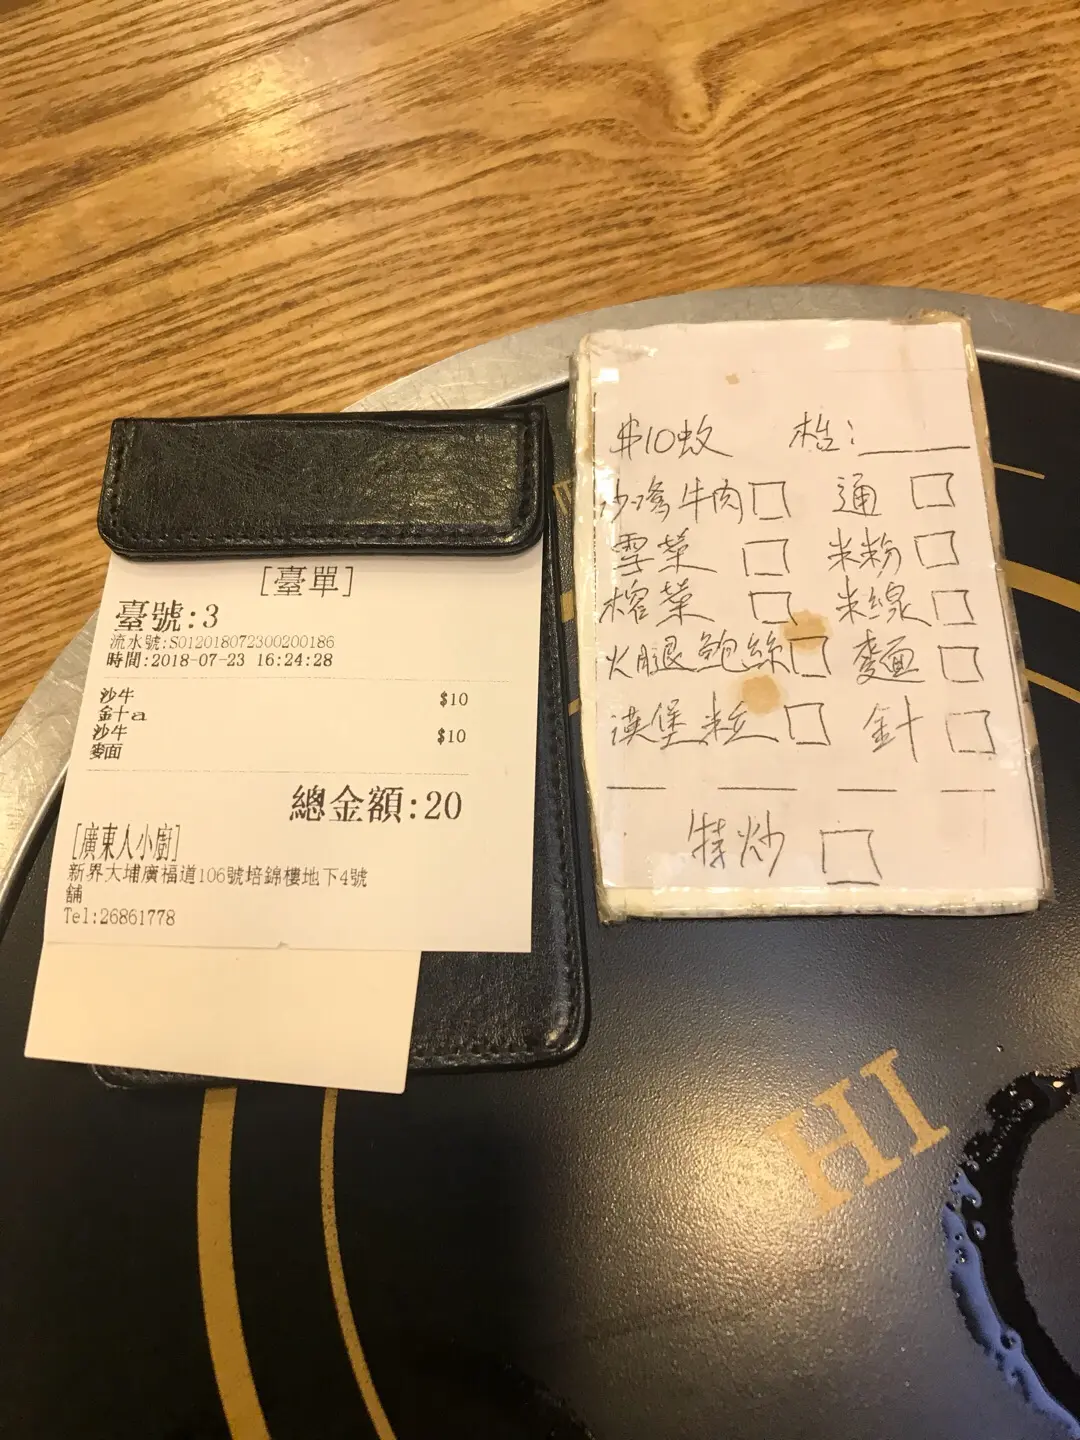 [臺單]
臺號:3
流水號:S012018072300200186
時間:2018-07-23 16:24:28
沙牛 $10
金十a
沙牛 $10
麥面
總金額:20
[廣東人小廚]
新界大埔廣福道106號培錦樓地下4號
舖
Tel:26861778
$10蚊 枱:
牛肉 通
雪菜 米粉
榨菜 米線
火腿鮑絲 麵
漢堡粒 金十
特炒
HI